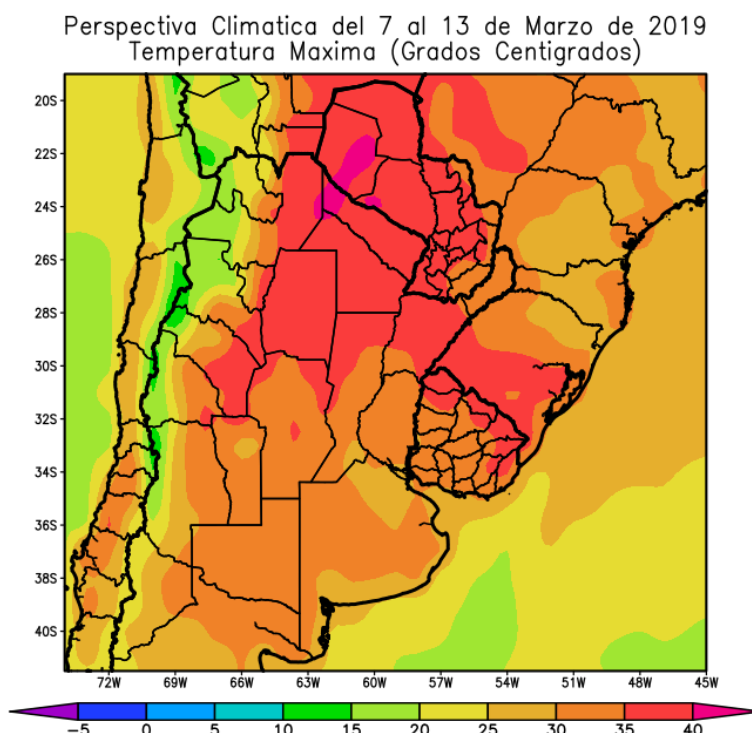 Perspectiva Climatica del 7 al 13 de Marzo de 2019
Temperatura Maxima (Grados Centigrados)
20S
22S
24S
26S
28S
30S
32S
34S
36S
38S
40S
72W 69W 66W 63W 60W 57W 54W 51W 48W 45W
-5 0 5 10 15 20 25 30 35 40